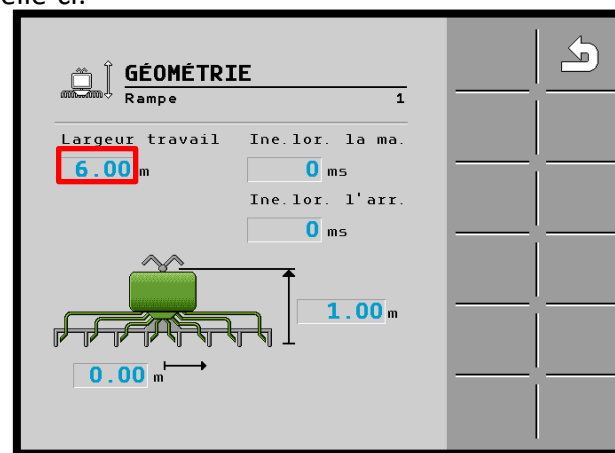 elle-ci.
GÉOMÉTRIE
Rampe 1
Largeur travail Ine.lor. la ma.
6.00 m 0 ms
Ine.lor. l'arr.
0 ms
1.00 m
0.00 m